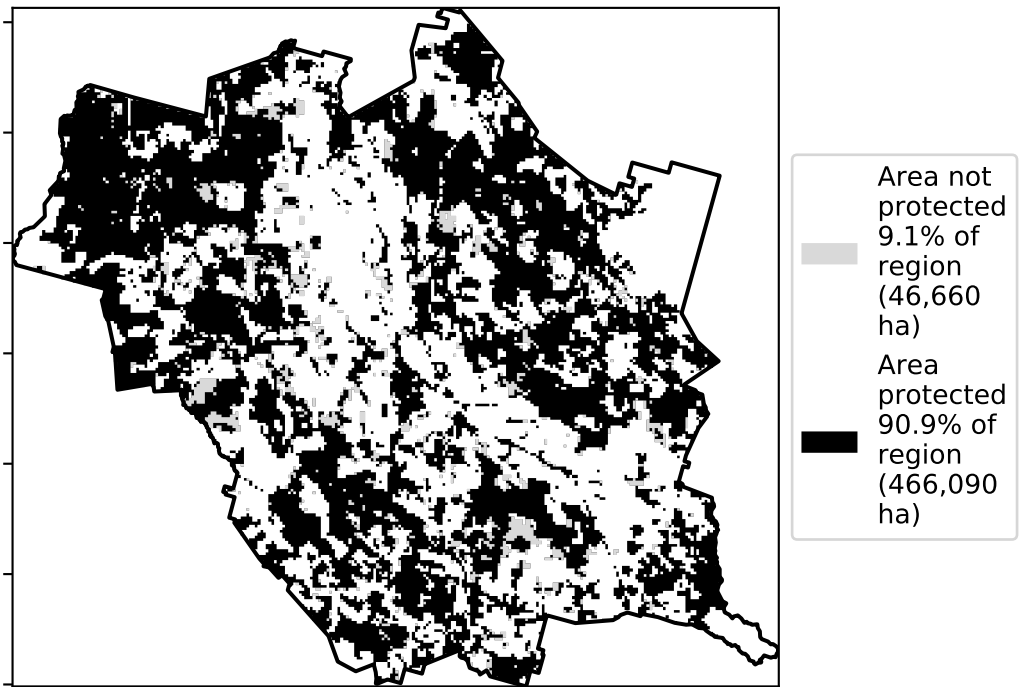 Area not
protected
9.1% of
region
(46,660
ha)
Area
protected
90.9% of
region
(466,090
ha)